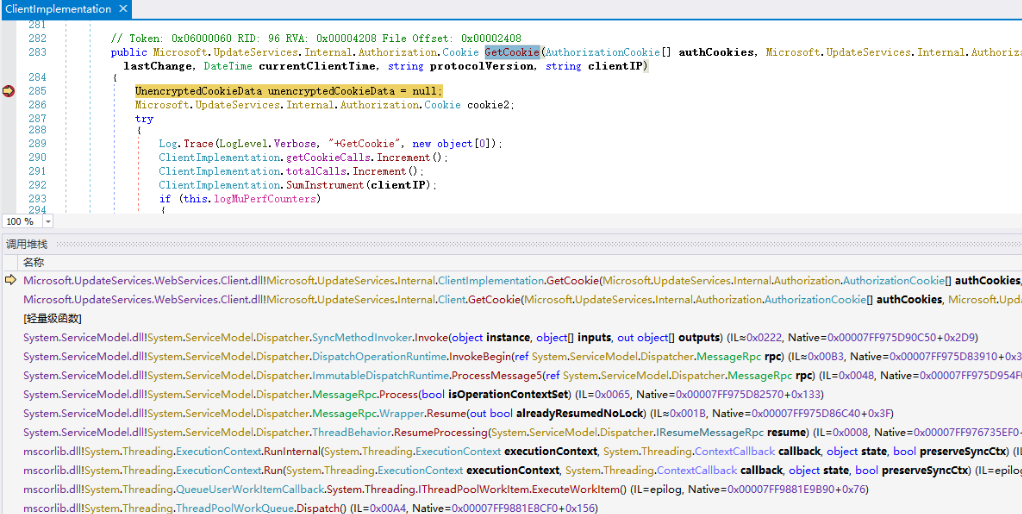 ClientImplementation ×
281
282 // Token: 0x06000060 RID: 96 RVA: 0x00004208 File Offset: 0x00002408
283 public Microsoft.UpdateServices.Internal.Authorization.Cookie GetCookie(AuthorizationCookie[] authCookies, Microsoft.UpdateServices.Internal.Authoriz
lastChange, DateTime currentClientTime, string protocolVersion, string clientIP)
284 {
285 UnencryptedCookieData unencryptedCookieData = null;
286 Microsoft.UpdateServices.Internal.Authorization.Cookie cookie2;
287 try
288 {
289 Log.Trace(LogLevel.Verbose, "+GetCookie", new object[0]);
290 ClientImplementation.getCookieCalls.Increment();
291 ClientImplementation.totalCalls.Increment();
292 ClientImplementation.SumInstrument(clientIP);
293 if (this.logMuPerfCounters)
294 {
100 %
调用堆栈
名称
Microsoft.UpdateServices.WebServices.Client.dll!Microsoft.UpdateServices.Internal.ClientImplementation.GetCookie(Microsoft.UpdateServices.Internal.Authorization.AuthorizationCookie[] authCookies,
Microsoft.UpdateServices.WebServices.Client.dll!Microsoft.UpdateServices.Internal.Client.GetCookie(Microsoft.UpdateServices.Internal.Authorization.AuthorizationCookie[] authCookies, Microsoft.Upd
[轻量级函数]
System.ServiceModel.dll!System.ServiceModel.Dispatcher.SyncMethodInvoker.Invoke(object instance, object[] inputs, out object[] outputs) (IL≈0x0222, Native=0x00007FF975D90C50+0x2D9)
System.ServiceModel.dll!System.ServiceModel.Dispatcher.DispatchOperationRuntime.InvokeBegin(ref System.ServiceModel.Dispatcher.MessageRpc rpc) (IL≈0x00B3, Native=0x00007FF975D83910+0x3
System.ServiceModel.dll!System.ServiceModel.Dispatcher.ImmutableDispatchRuntime.ProcessMessage5(ref System.ServiceModel.Dispatcher.MessageRpc rpc) (IL=0x0048, Native=0x00007FF975D954F0
System.ServiceModel.dll!System.ServiceModel.Dispatcher.MessageRpc.Process(bool isOperationContextSet) (IL=0x0065, Native=0x00007FF975D82570+0x133)
System.ServiceModel.dll!System.ServiceModel.Dispatcher.MessageRpc.Wrapper.Resume(out bool alreadyResumedNoLock) (IL≈0x001B, Native=0x00007FF975D86C40+0x3F)
System.ServiceModel.dll!System.ServiceModel.Dispatcher.ThreadBehavior.ResumeProcessing(System.ServiceModel.Dispatcher.IResumeMessageRpc resume) (IL=0x0008, Native=0x00007FF976735EF0+
mscorlib.dll!System.Threading.ExecutionContext.RunInternal(System.Threading.ExecutionContext executionContext, System.Threading.ContextCallback callback, object state, bool preserveSyncCtx) (IL
mscorlib.dll!System.Threading.ExecutionContext.Run(System.Threading.ExecutionContext executionContext, System.Threading.ContextCallback callback, object state, bool preserveSyncCtx) (IL=epilog,
mscorlib.dll!System.Threading.QueueUserWorkItemCallback.System.Threading.IThreadPoolWorkItem.ExecuteWorkItem() (IL=epilog, Native=0x00007FF9881E9B90+0x76)
mscorlib.dll!System.Threading.ThreadPoolWorkQueue.Dispatch() (IL=0x00A4, Native=0x00007FF9881E8CF0+0x156)